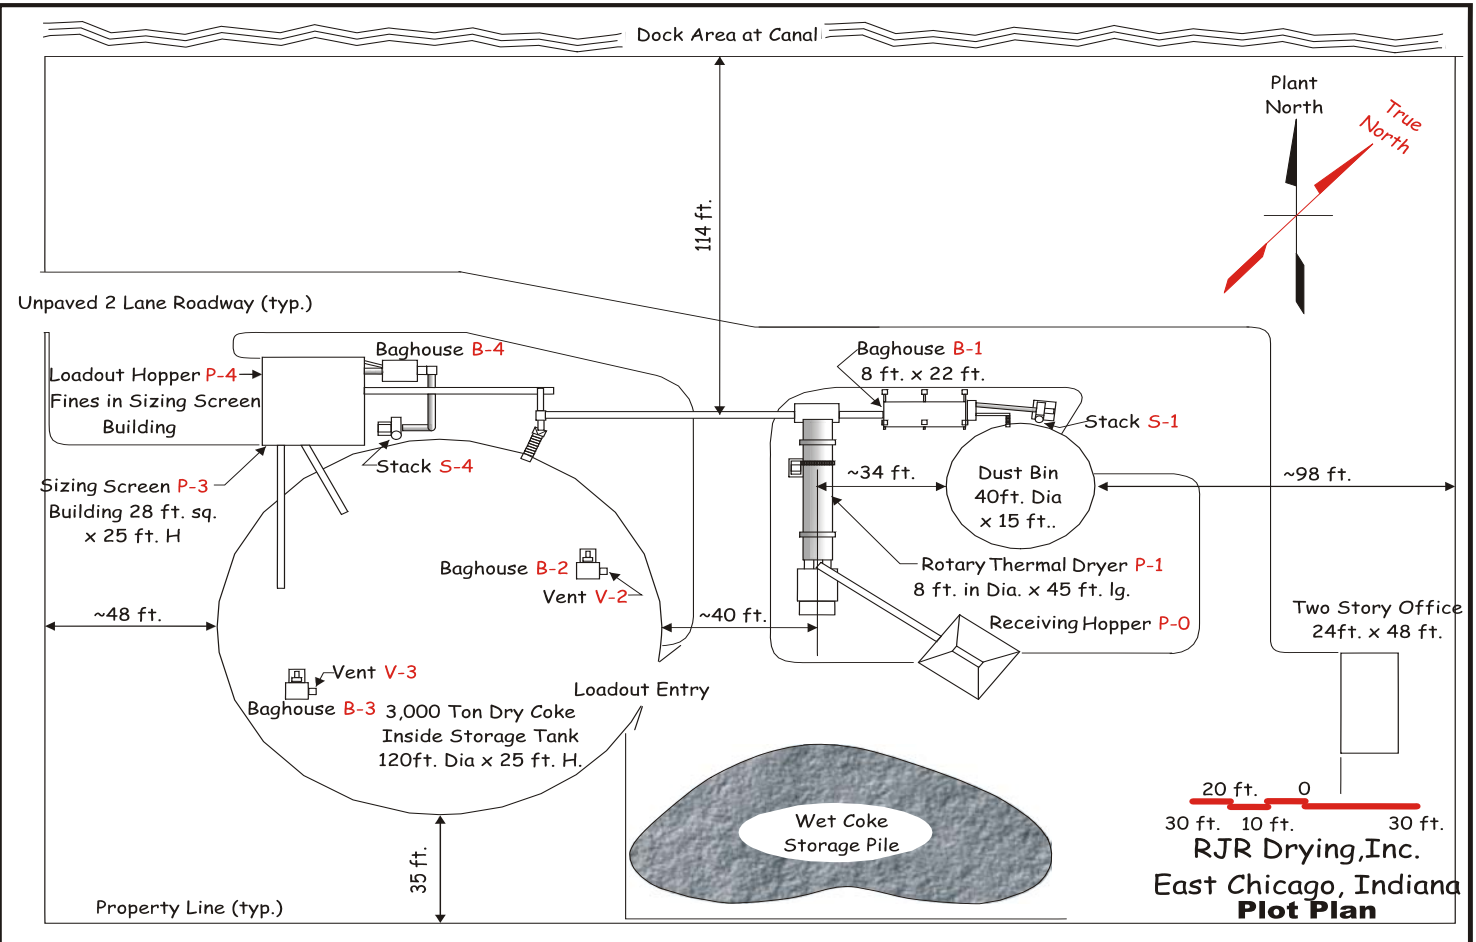 Dock Area at Canal
Plant
North
True
North
114 ft.
Unpaved 2 Lane Roadway (typ.)
Baghouse B-4
Loadout Hopper P-4
Fines in Sizing Screen
Building
Baghouse B-1
8 ft. x 22 ft.
Stack S-1
Stack S-4
Sizing Screen P-3
Building 28 ft. sq.
x 25 ft. H
~34 ft.
Dust Bin
40ft. Dia
x 15 ft..
~98 ft.
Baghouse B-2
Vent V-2
Rotary Thermal Dryer P-1
8 ft. in Dia. x 45 ft. lg.
~48 ft.
~40 ft.
Receiving Hopper P-0
Two Story Office
24ft. x 48 ft.
Vent V-3
Baghouse B-3
Loadout Entry
3,000 Ton Dry Coke
Inside Storage Tank
120ft. Dia x 25 ft. H.
Wet Coke
Storage Pile
35 ft.
Property Line (typ.)
20 ft. 0
30 ft. 10 ft. 30 ft.
RJR Drying,Inc.
East Chicago, Indiana
Plot Plan